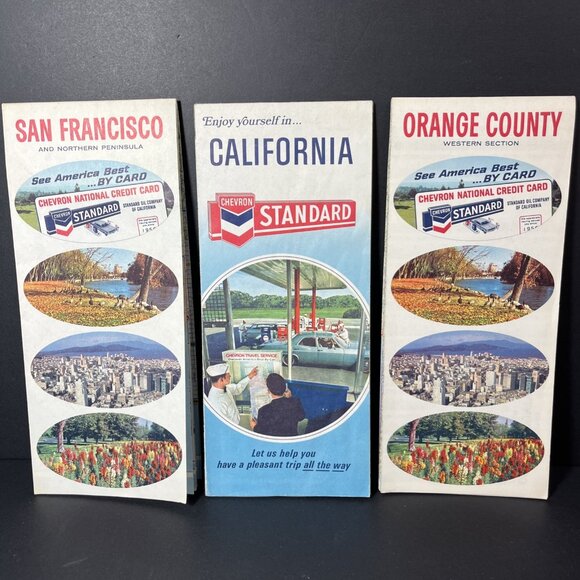 SAN FRANCISCO
AND NORTHERN PENINSULA
See America Best
...BY CARD
CHEVRON NATIONAL CREDIT CARD
CHEVRON
STANDARD
STANDARD OIL COMPANY
OF CALIFORNIA
Enjoy yourself in...
CALIFORNIA
CHEVRON
STANDARD
CHEVRON TRAVEL SERVICE
Let us help you
have a pleasant trip all the way
ORANGE COUNTY
WESTERN SECTION
See America Best
...BY CARD
CHEVRON NATIONAL CREDIT CARD
CHEVRON
STANDARD
STANDARD OIL COMPANY
OF CALIFORNIA